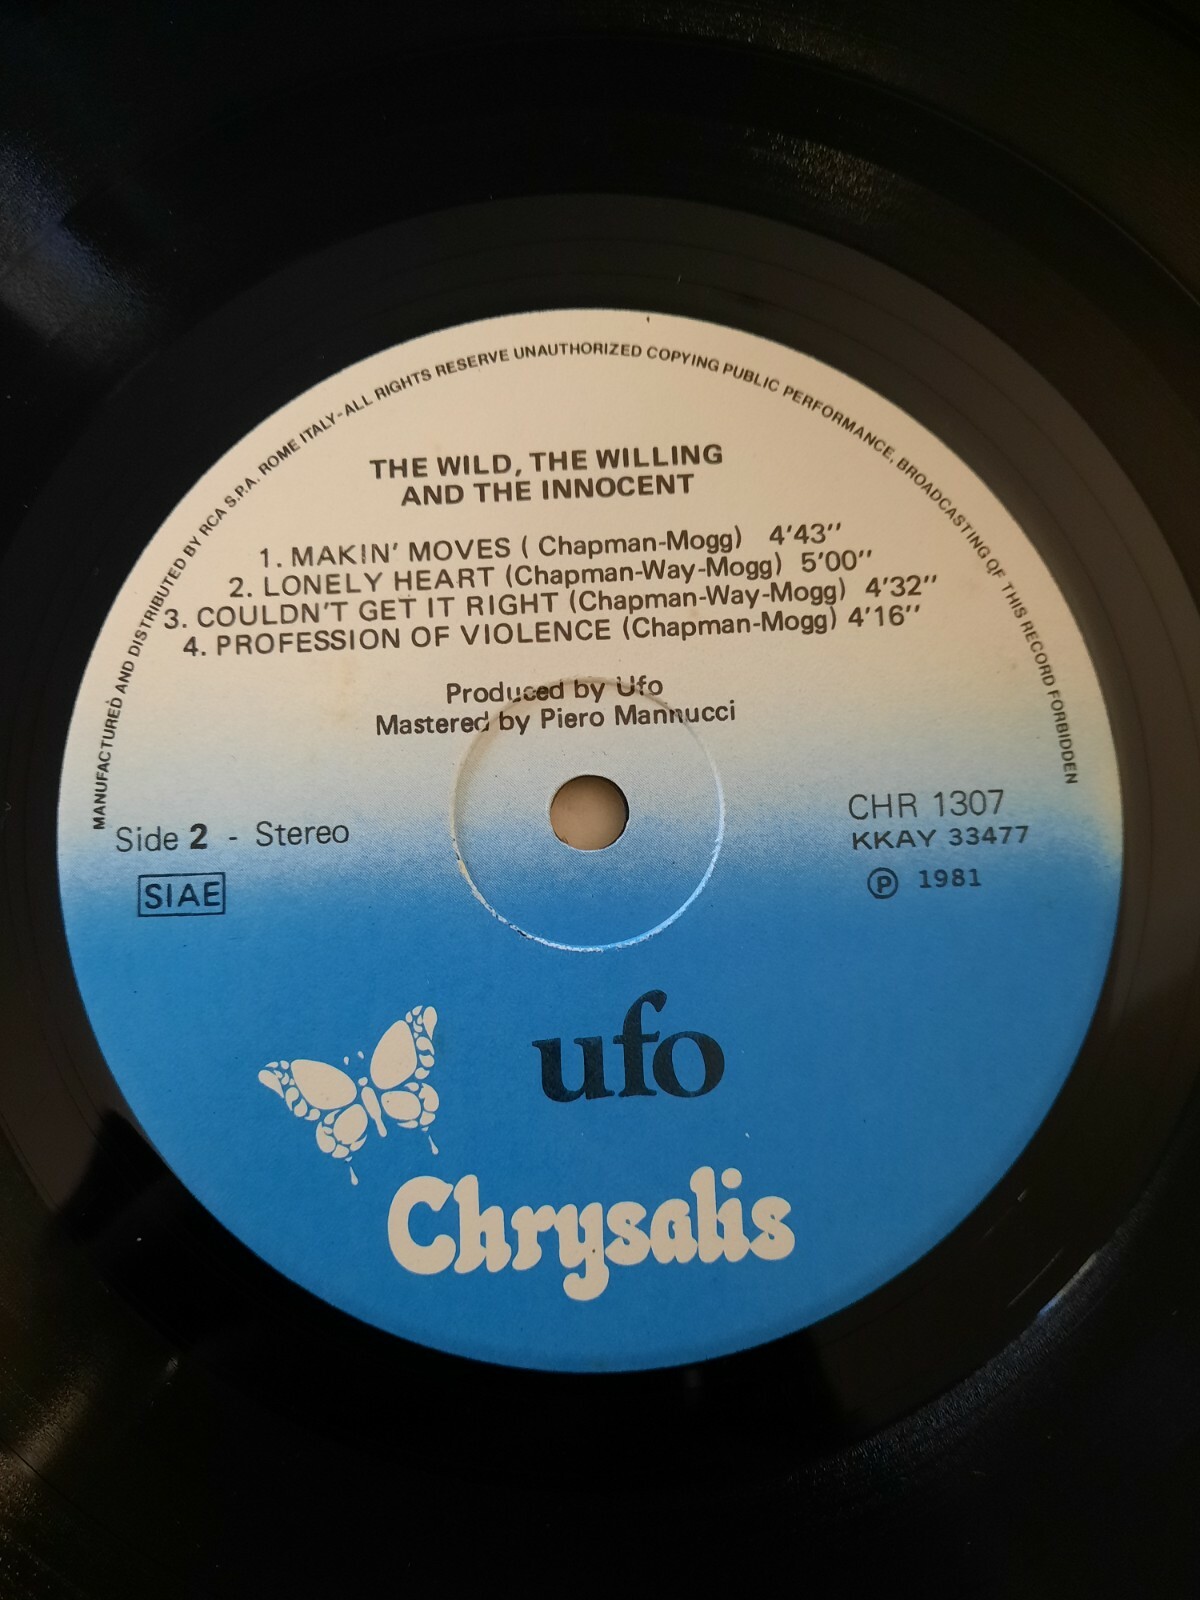 MANUFACTURED AND DISTRIBUTED BY RCA S.P.A. ROME ITALY-ALL RIGHTS RESERVE UNAUTHORIZED COPYING PUBLIC PERFORMANCE, BROADCASTING OF THIS RECORD FORBIDDEN
THE WILD, THE WILLING
AND THE INNOCENT
1. MAKIN' MOVES ( Chapman-Mogg) 4'43''
2. LONELY HEART (Chapman-Way-Mogg) 5'00''
3. COULDN'T GET IT RIGHT (Chapman-Way-Mogg) 4'32''
4. PROFESSION OF VIOLENCE (Chapman-Mogg) 4'16''
Produced by Ufo
Mastered by Piero Mannucci
Side 2 - Stereo
SIAE
CHR 1307
KKAY 33477
Ⓟ 1981
ufo
Chrysalis